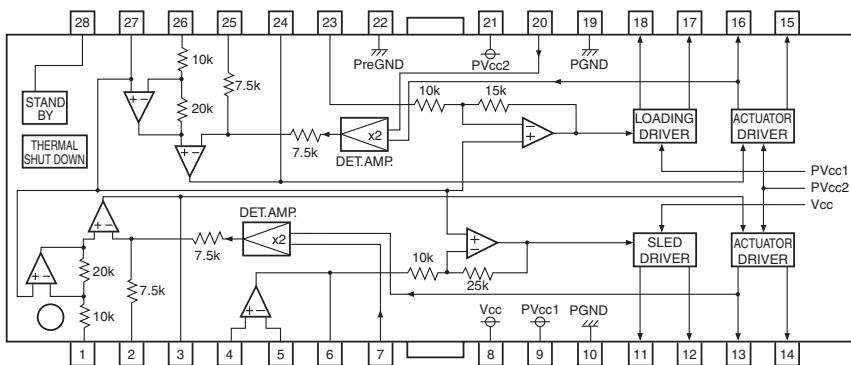 28 27 26 25 24 23 22 21 20 19 18 17 16 15
10k
PreGND
PVcc2
PGND
7.5k
STAND
BY
20k
10k
15k
THERMAL
SHUT DOWN
7.5k
x2
DET.AMP.
LOADING
DRIVER
ACTUATOR
DRIVER
PVcc1
PVcc2
Vcc
DET.AMP.
x2
7.5k
20k
7.5k
10k
25k
SLED
DRIVER
ACTUATOR
DRIVER
10k
Vcc
PVcc1
PGND
1 2 3 4 5 6 7 8 9 10 11 12 13 14